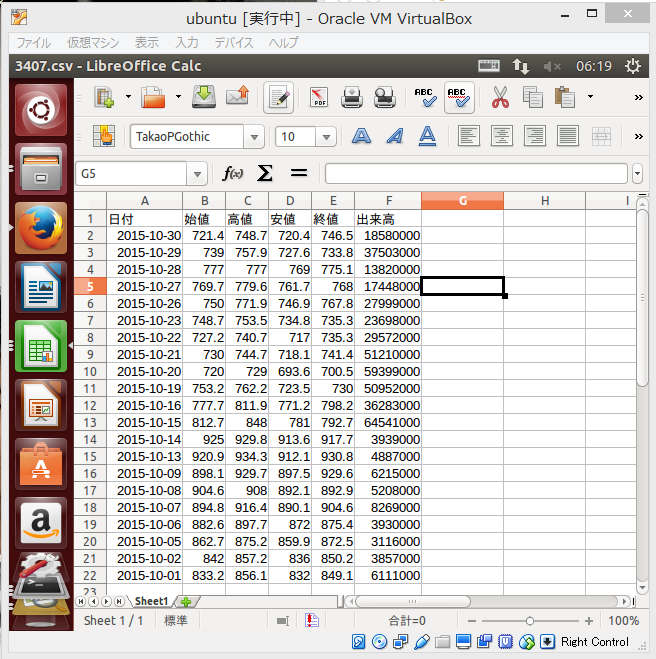 ubuntu [実行中] - Oracle VM VirtualBox
ファイル 仮想マシン 表示 入力 デバイス ヘルプ
3407.csv - LibreOffice Calc 06:19
PDF ABC ABC
TakaoPGothic 10 A A A
G5 f(x) Σ =
A B C D E F G H I
1 日付 始値 高値 安値 終値 出来高
2 2015-10-30 721.4 748.7 720.4 746.5 18580000
3 2015-10-29 739 757.9 727.6 733.8 37503000
4 2015-10-28 777 777 769 775.1 13820000
5 2015-10-27 769.7 779.6 761.7 768 17448000
6 2015-10-26 750 771.9 746.9 767.8 27999000
7 2015-10-23 748.7 753.5 734.8 735.3 23698000
8 2015-10-22 727.2 740.7 717 735.3 29572000
9 2015-10-21 730 744.7 718.1 741.4 51210000
10 2015-10-20 720 729 693.6 700.5 59399000
11 2015-10-19 753.2 762.2 723.5 730 50952000
12 2015-10-16 777.7 811.9 771.2 798.2 36283000
13 2015-10-15 812.7 848 781 792.7 64541000
14 2015-10-14 925 929.8 913.6 917.7 3939000
15 2015-10-13 920.9 934.3 912.1 930.8 4887000
16 2015-10-09 898.1 929.7 897.5 929.6 6215000
17 2015-10-08 904.6 908 892.1 892.9 5208000
18 2015-10-07 894.8 916.4 890.1 904.6 8269000
19 2015-10-06 882.6 897.7 872 875.4 3930000
20 2015-10-05 862.7 875.2 859.9 872.5 3116000
21 2015-10-02 842 857.2 836 850.2 3857000
22 2015-10-01 833.2 856.1 832 849.1 6111000
23
Sheet1
Sheet 1 / 1 標準 合計=0 100%
Right Control